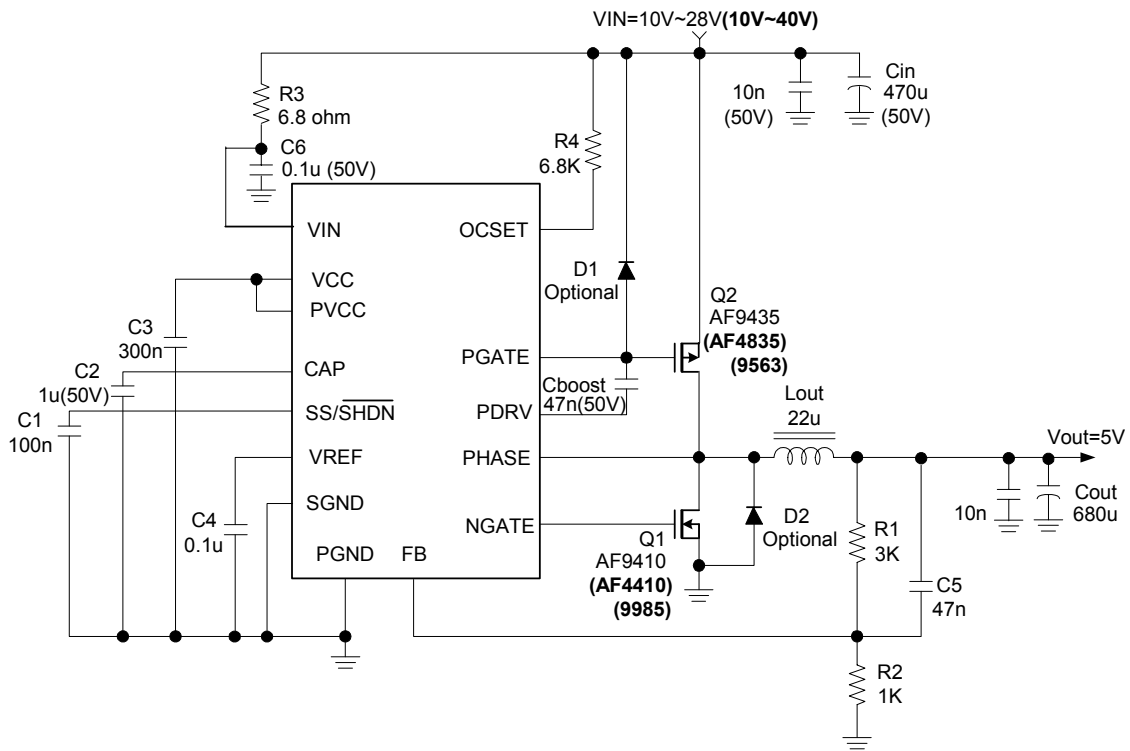 VIN=10V~28V(10V~40V)
R3
6.8 ohm
C6
0.1u (50V)
R4
6.8K
10n
(50V)
Cin
470u
(50V)
VIN
OCSET
VCC
PVCC
D1
Optional
Q2
AF9435
(AF4835)
(9563)
C3
300n
C2
1u(50V)
C1
100n
CAP
PGATE
Cboost
47n(50V)
SS/SHDN
PDRV
Lout
22u
VREF
PHASE
Vout=5V
SGND
C4
0.1u
NGATE
Q1
AF9410
(AF4410)
(9985)
D2
Optional
R1
3K
10n
Cout
680u
PGND
FB
C5
47n
R2
1K